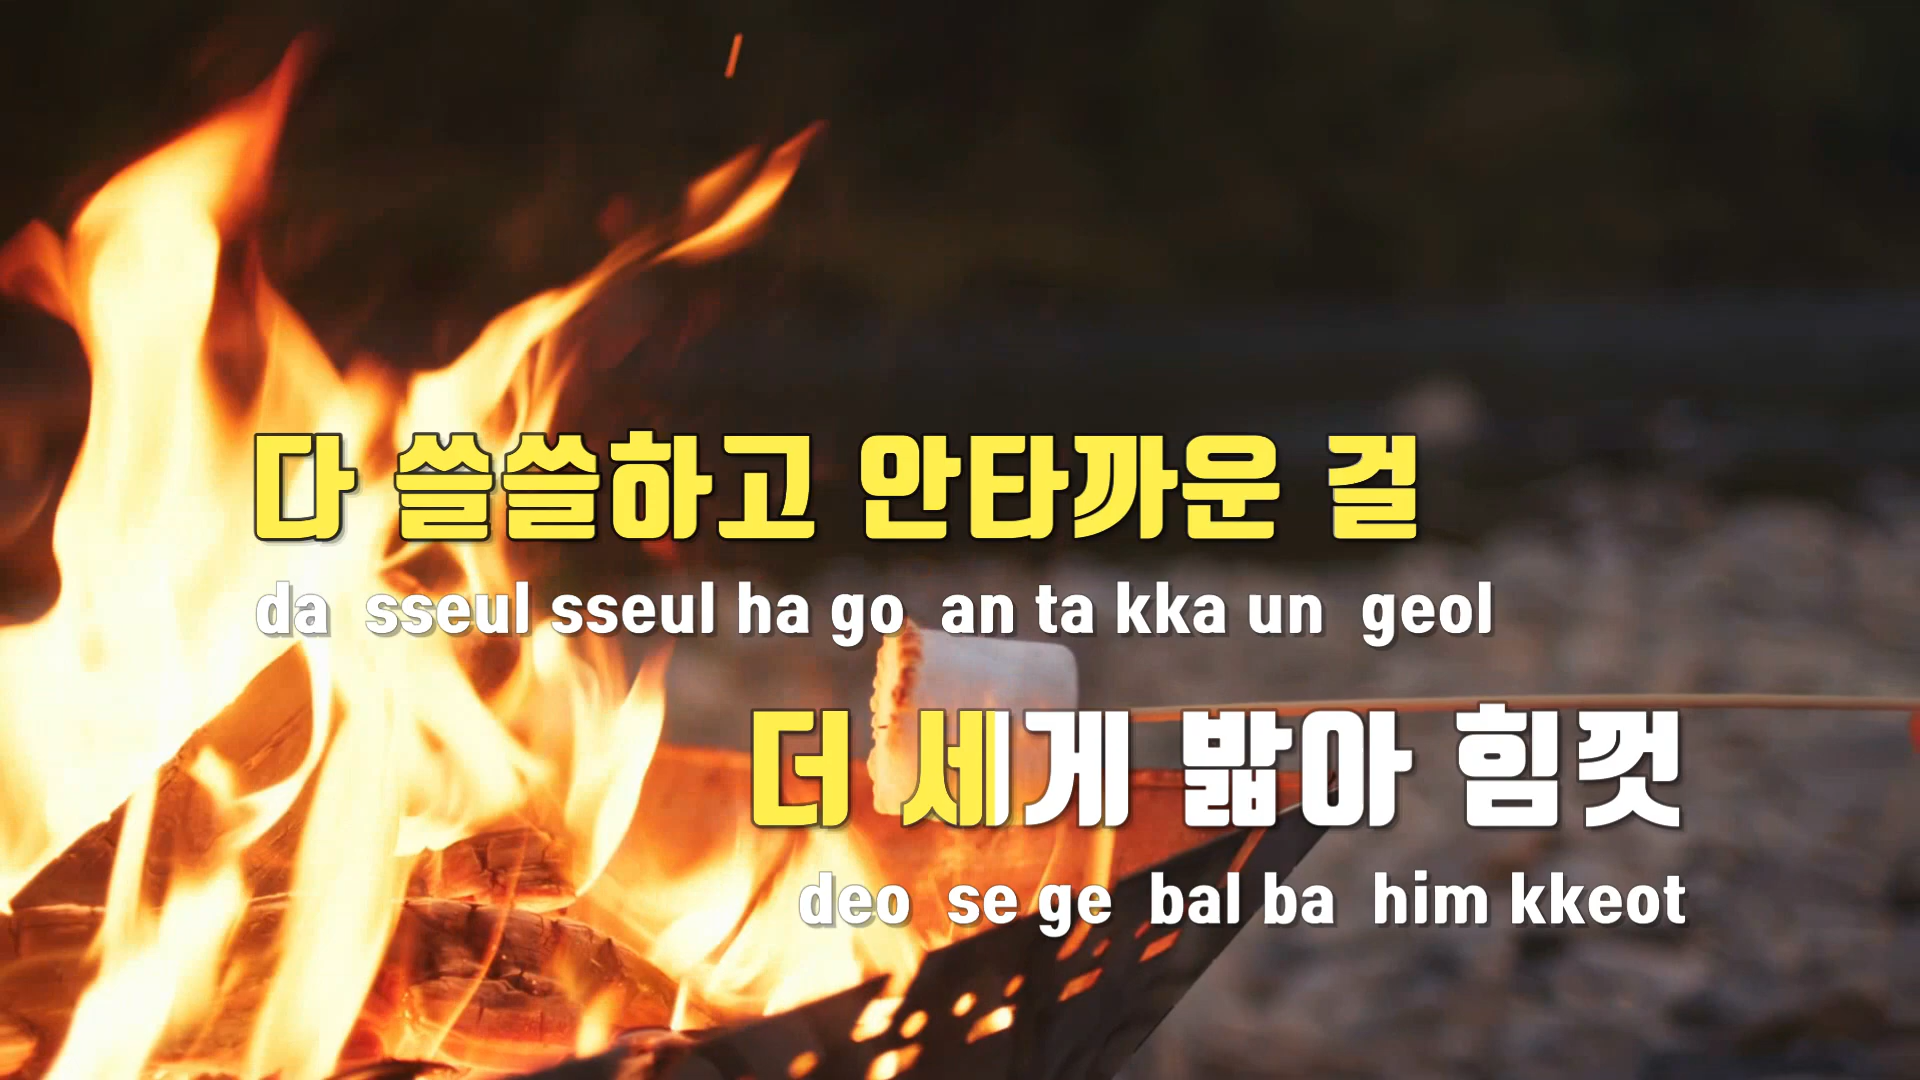 다 쓸쓸하고 안타까운 걸
da sseul sseul ha go an ta kka un geol
더 세게 밟아 힘껏
deo se ge bal ba him kkeot